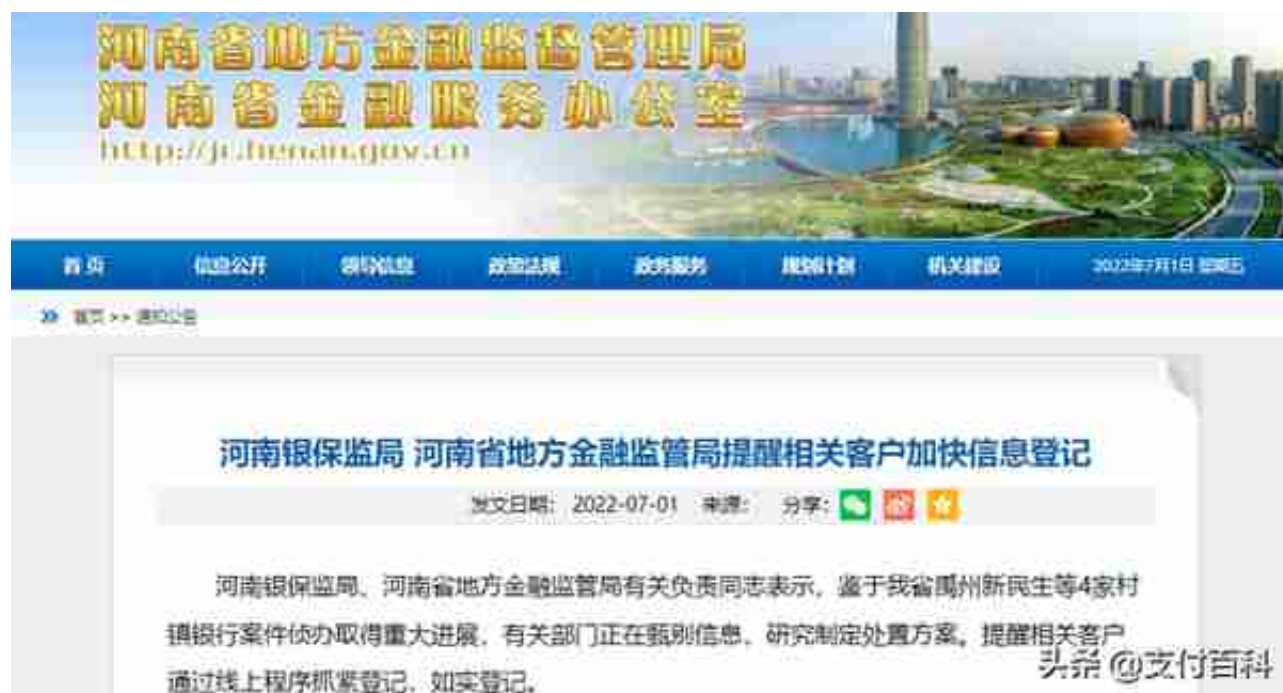 河南省地方金融监督管理局
河南省金融服务办公室
http://jr.henan.gov.cn
首页 信息公开 领导信息 政策法规 政务服务 规划计划 机关建设 2022年7月1日 星期五
首页 >> 通知公告
河南银保监局 河南省地方金融监管局提醒相关客户加快信息登记
发文日期: 2022-07-01 来源: 分享:
河南银保监局、河南省地方金融监管局有关负责同志表示，鉴于我省禹州新民生等4家村
镇银行案件侦办取得重大进展，有关部门正在甄别信息，研究制定处置方案。提醒相关客户
通过线上程序抓紧登记、如实登记。
头条 @支付百科